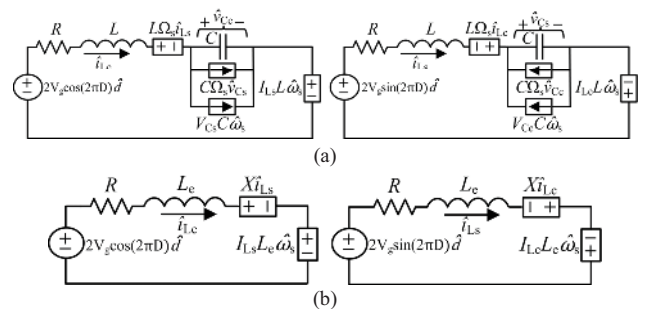 + v̂Cc − + v̂Cs −
R L LΩsîLs C R L LΩsîLc C
îLc îLs
2Vgcos(2πD)d̂ CΩsv̂Cs ILsLω̂s 2Vgsin(2πD)d̂ CΩsv̂Cc ILcLω̂s
VCsCω̂s VCcCω̂s
(a)
R Le XîLs R Le XîLc
îLc îLs
2Vgcos(2πD)d̂ ILsLeω̂s 2Vgsin(2πD)d̂ ILcLeω̂s
(b)